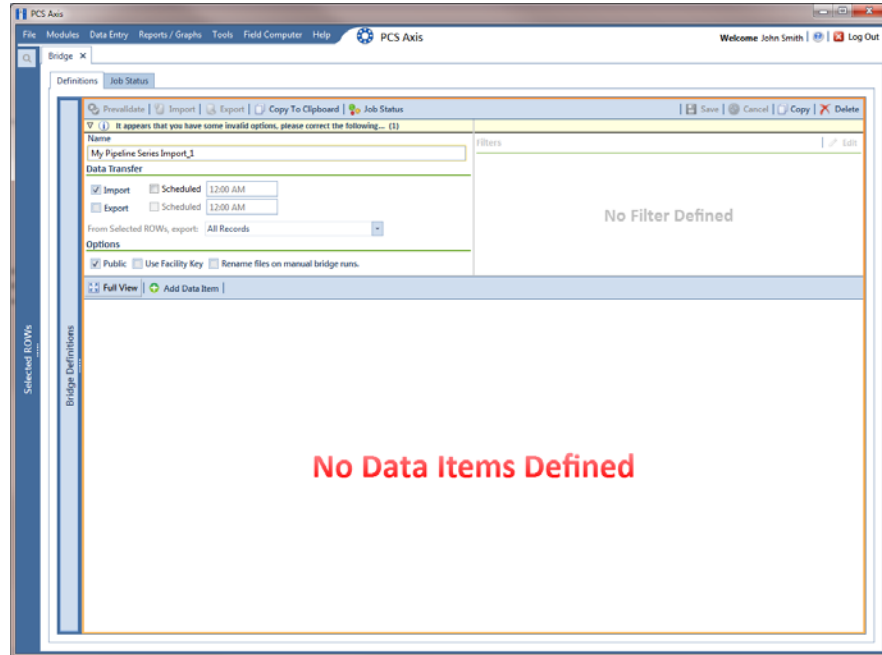 PCS Axis
File Modules Data Entry Reports / Graphs Tools Field Computer Help PCS Axis Welcome John Smith | | Log Out
Bridge X
Definitions Job Status
Prevalidate | Import | Export | Copy To Clipboard | Job Status | Save | Cancel | Copy | Delete
It appears that you have some invalid options, please correct the following... (1)
Name
My Pipeline Series Import_1
Filters | Edit
Data Transfer
Import Scheduled 12:00 AM
Export Scheduled 12:00 AM
No Filter Defined
From Selected ROWs, export: All Records
Options
Public Use Facility Key Rename files on manual bridge runs.
Full View | Add Data Item |
Selected ROWs
Bridge Definitions
No Data Items Defined